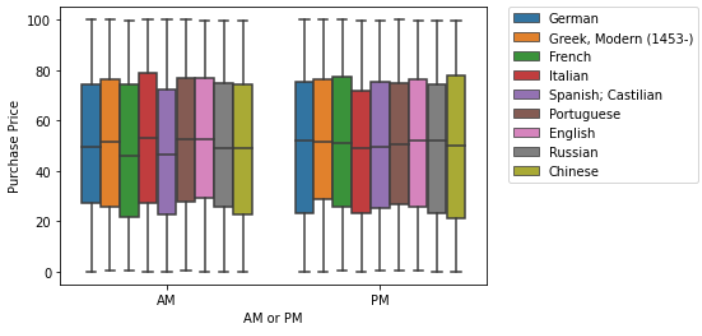 100
80
60
40
20
0
Purchase Price
AM
PM
AM or PM
German
Greek, Modern (1453-)
French
Italian
Spanish; Castilian
Portuguese
English
Russian
Chinese